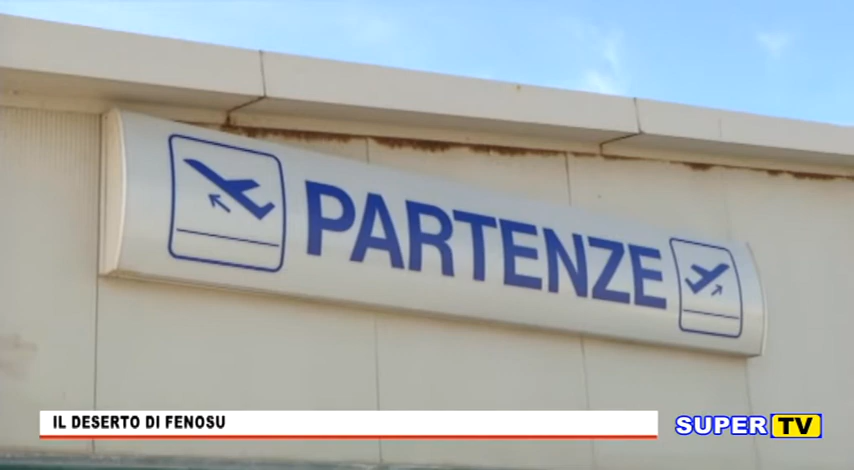 PARTENZE
IL DESERTO DI FENOSU
SUPER TV